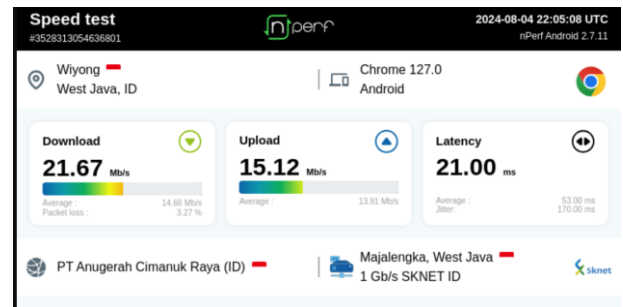 Speed test
#3528313054636801
nperf
2024-08-04 22:05:08 UTC
nPerf Android 2.7.11
Wiyong
West Java, ID
Chrome 127.0
Android
Download
21.67 Mb/s
Average : 14.66 Mb/s
Packet loss : 3.27 %
Upload
15.12 Mb/s
Average : 13.91 Mb/s
Latency
21.00 ms
Average : 53.00 ms
Jitter: 170.00 ms
PT Anugerah Cimanuk Raya (ID)
Majalengka, West Java
1 Gb/s SKNET ID
Sknet